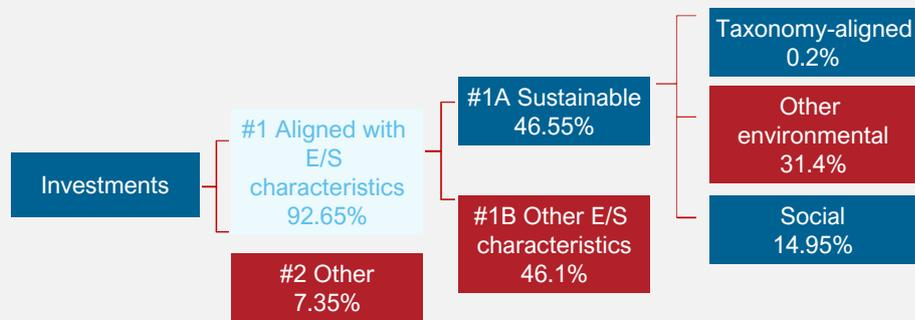 Investments
#1 Aligned with
E/S
characteristics
92.65%
#2 Other
7.35%
#1A Sustainable
46.55%
#1B Other E/S
characteristics
46.1%
Taxonomy-aligned
0.2%
Other
environmental
31.4%
Social
14.95%